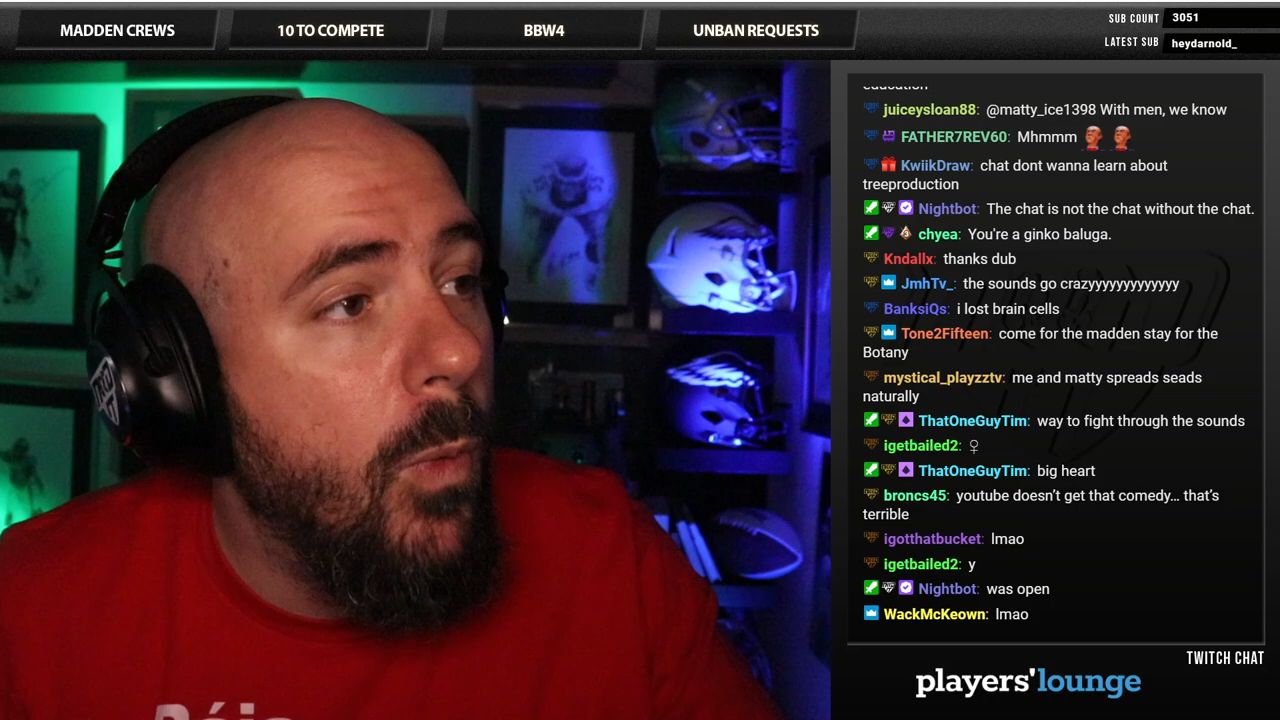 MADDEN CREWS
10 TO COMPETE
BBW4
UNBAN REQUESTS
SUB COUNT 3051
LATEST SUB heydarnold_
education
juiceysloan88: @matty_ice1398 With men, we know
FATHER7REV60: Mhmmm
KwiikDraw: chat dont wanna learn about
treeproduction
Nightbot: The chat is not the chat without the chat.
chyea: You're a ginko baluga.
Kndallx: thanks dub
JmhTv_: the sounds go crazyyyyyyyyyyyyy
BanksiQs: i lost brain cells
Tone2Fifteen: come for the madden stay for the
Botany
mystical_playzztv: me and matty spreads seads
naturally
ThatOneGuyTim: way to fight through the sounds
igetbailed2: ♀
ThatOneGuyTim: big heart
broncs45: youtube doesn't get that comedy... that's
terrible
igotthatbucket: lmao
igetbailed2: y
Nightbot: was open
WackMcKeown: lmao
TWITCH CHAT
players'lounge